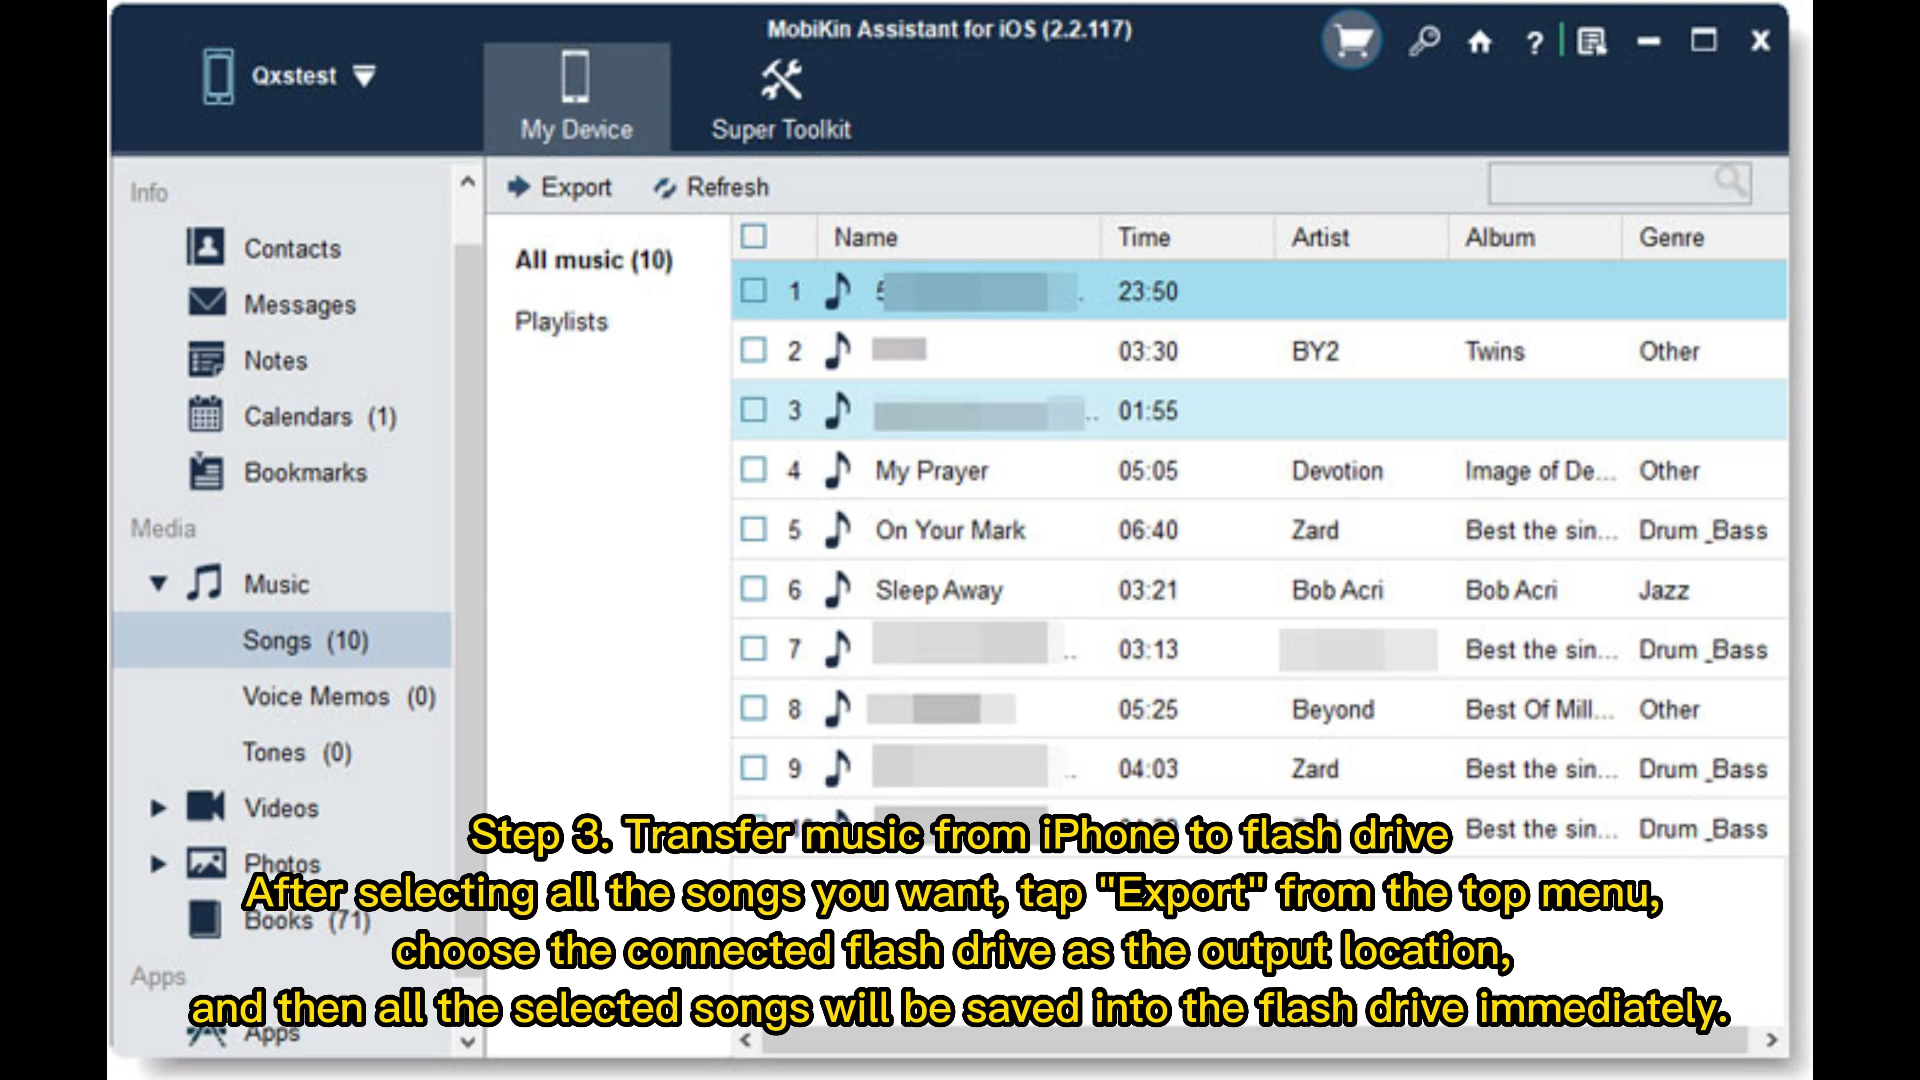 MobiKin Assistant for iOS (2.2.117)
Qxstest
My Device
Super Toolkit
Info
Contacts
Messages
Notes
Calendars (1)
Bookmarks
Media
Music
Songs (10)
Voice Memos (0)
Tones (0)
Videos
Photos
Books (71)
Apps
Apps
Export
Refresh
All music (10)
Playlists
Name Time Artist Album Genre
1 23:50
2 03:30 BY2 Twins Other
3 .. 01:55
4 My Prayer 05:05 Devotion Image of De... Other
5 On Your Mark 06:40 Zard Best the sin... Drum_Bass
6 Sleep Away 03:21 Bob Acri Bob Acri Jazz
7 .. 03:13 Best the sin... Drum_Bass
8 05:25 Beyond Best Of Mill... Other
9 .. 04:03 Zard Best the sin... Drum_Bass
Best the sin... Drum_Bass
Step 3. Transfer music from iPhone to flash drive
After selecting all the songs you want, tap "Export" from the top menu,
choose the connected flash drive as the output location,
and then all the selected songs will be saved into the flash drive immediately.